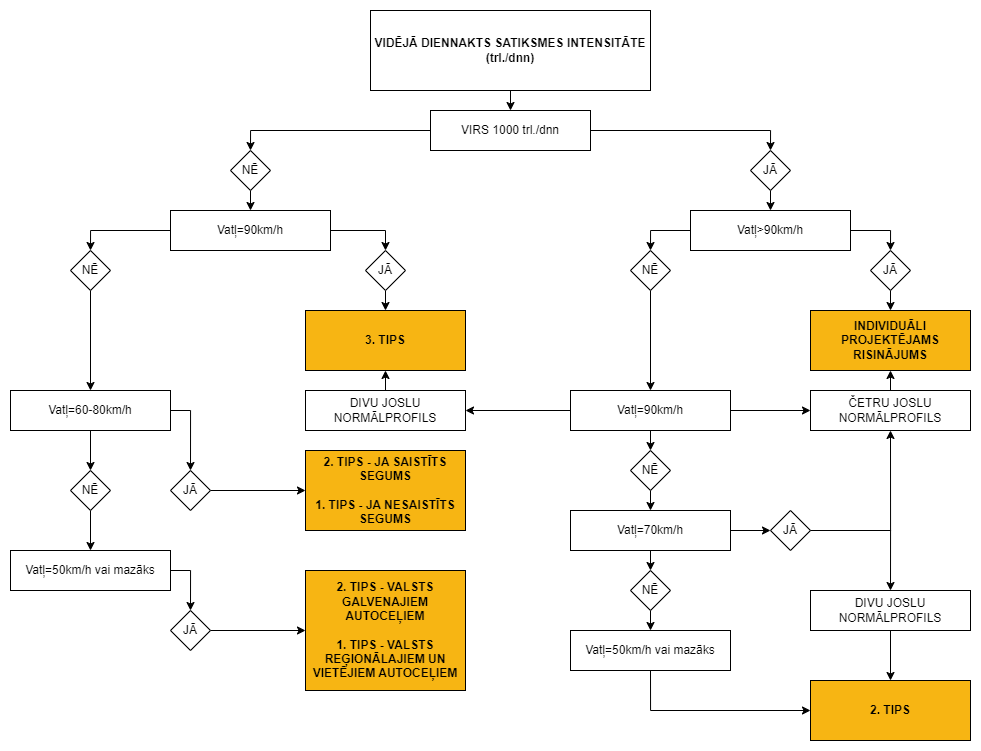 VIDĒJĀ DIENNAKTS SATIKSMES INTENSITĀTE
(trl./dnn)
VIRS 1000 trl./dnn
NĒ
JĀ
Vatļ=90km/h
Vatļ>90km/h
NĒ
JĀ
NĒ
JĀ
3. TIPS
INDIVIDUĀLI
PROJEKTĒJAMS
RISINĀJUMS
Vatļ=60-80km/h
DIVU JOSLU
NORMĀLPROFILS
Vatļ=90km/h
ČETRU JOSLU
NORMĀLPROFILS
NĒ
JĀ
2. TIPS - JA SAISTĪTS
SEGUMS
1. TIPS - JA NESAISTĪTS
SEGUMS
NĒ
Vatļ=70km/h
JĀ
Vatļ=50km/h vai mazāks
JĀ
2. TIPS - VALSTS
GALVENAJIEM
AUTOCEĻIEM
1. TIPS - VALSTS
REĢIONĀLAJIEM UN
VIETĒJIEM AUTOCEĻIEM
NĒ
DIVU JOSLU
NORMĀLPROFILS
Vatļ=50km/h vai mazāks
2. TIPS